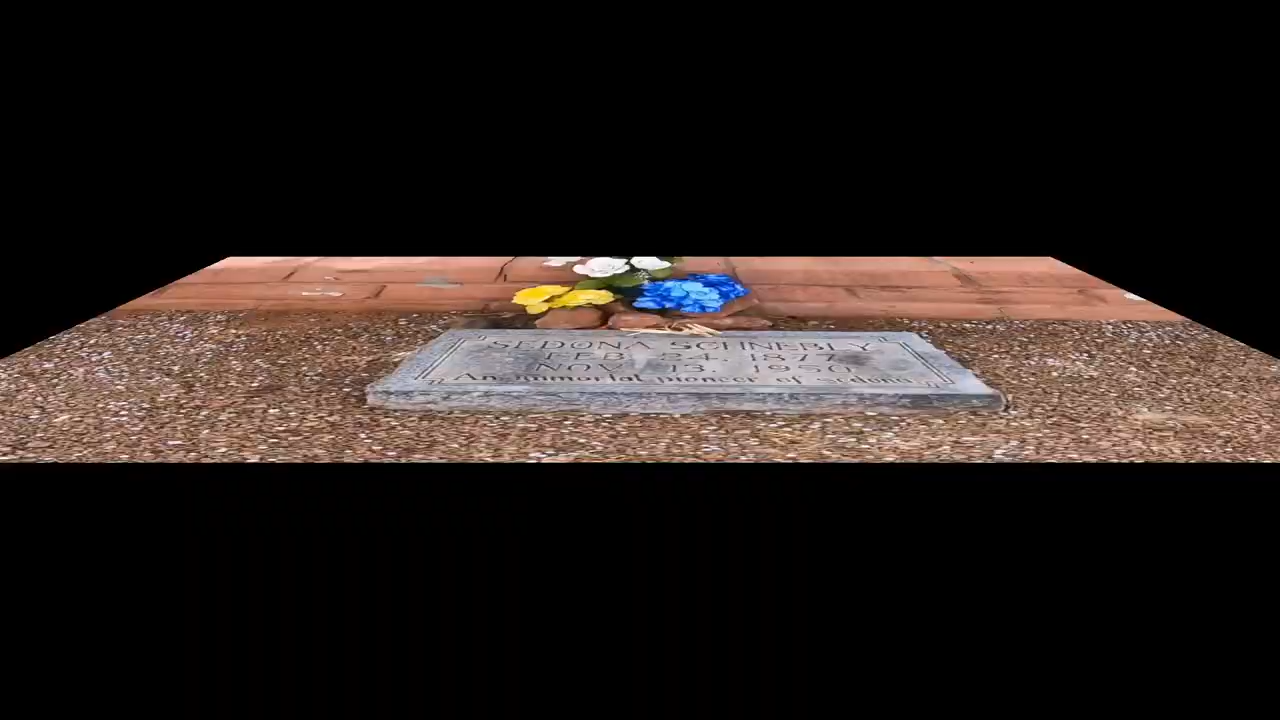 SEDONA SCHNEBLY
FEB. 24, 1877
NOV. 13, 1950
An immortal pioneer of Sedona